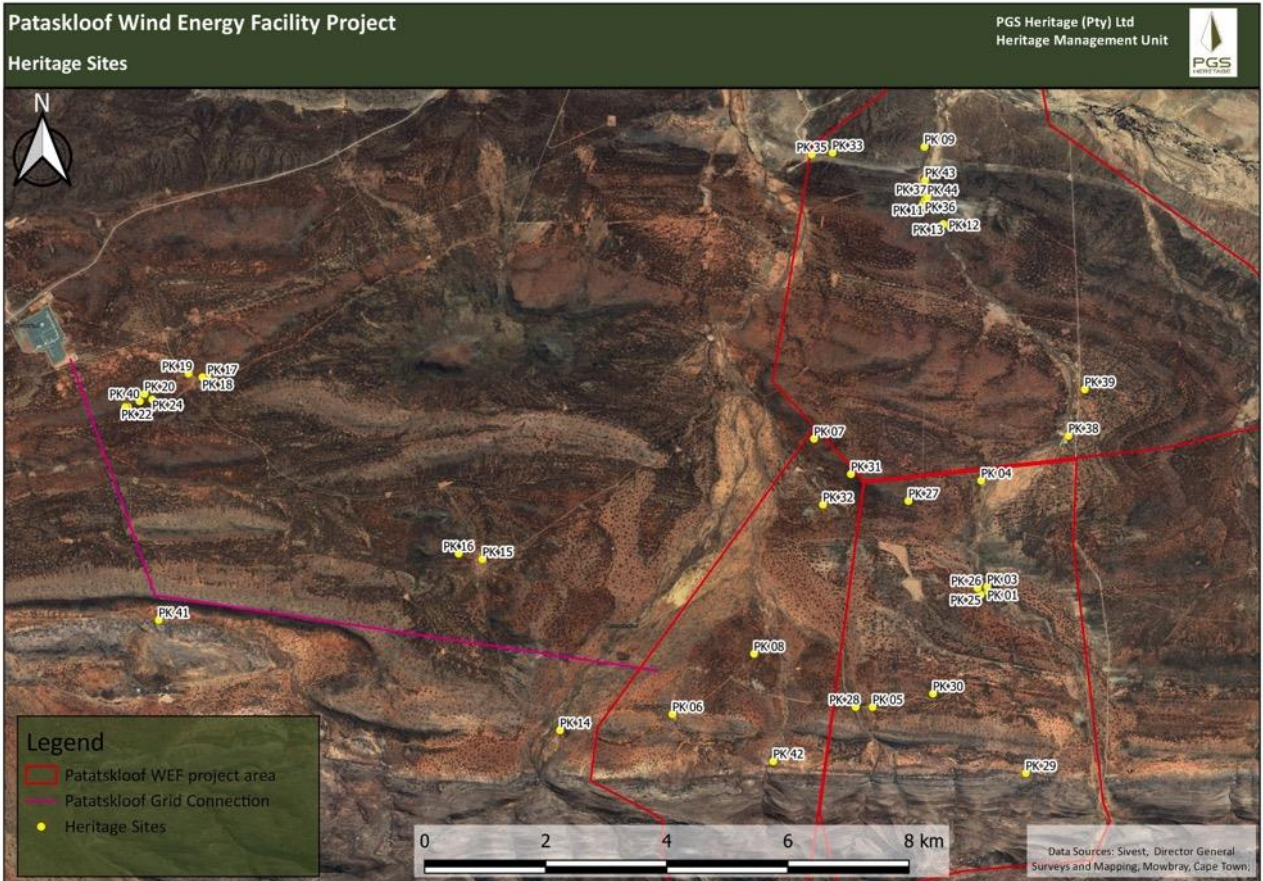 Pataskloof Wind Energy Facility Project
Heritage Sites
PGS Heritage (Pty) Ltd
Heritage Management Unit
PGS
HERITAGE
N
PK 09
PK 35
PK 33
PK 43
PK 37
PK 44
PK 11
PK 36
PK 13
PK 12
PK 19
PK 17
PK 18
PK 40
PK 20
PK 22
PK 24
PK 39
PK 38
PK 07
PK 31
PK 04
PK 32
PK 27
PK 16
PK 15
PK 26
PK 03
PK 25
PK 01
PK 41
PK 08
PK 28
PK 05
PK 30
PK 06
PK 14
PK 42
PK 29
Legend
Patatskloof WEF project area
Patatskloof Grid Connection
Heritage Sites
0 2 4 6 8 km
Data Sources: Sivest, Director General
Surveys and Mapping, Mowbray, Cape Town;